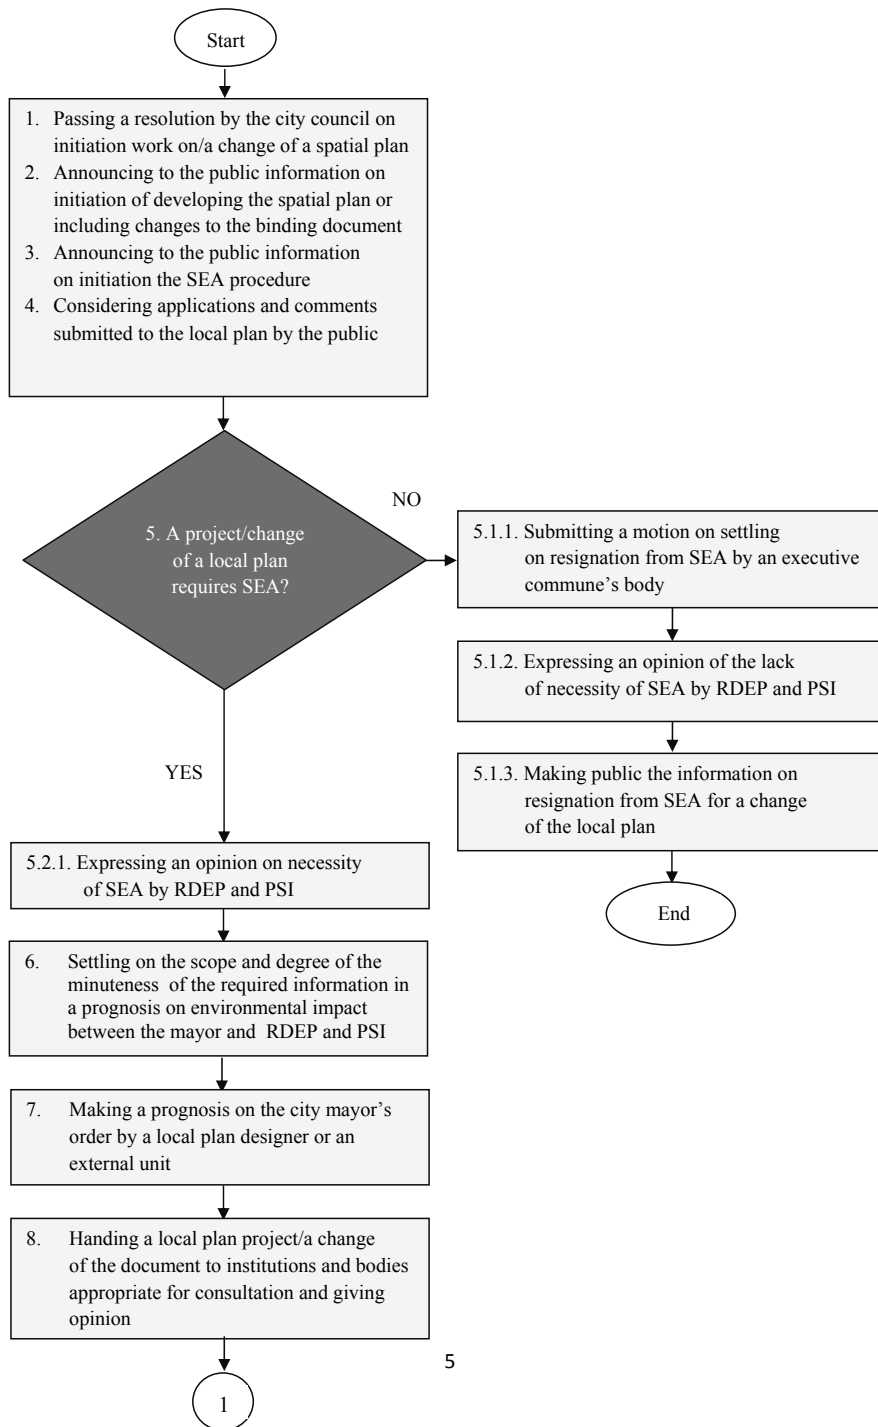 Start
1. Passing a resolution by the city council on
initiation work on/a change of a spatial plan
2. Announcing to the public information on
initiation of developing the spatial plan or
including changes to the binding document
3. Announcing to the public information
on initiation the SEA procedure
4. Considering applications and comments
submitted to the local plan by the public
5. A project/change
of a local plan
requires SEA?
NO
5.1.1. Submitting a motion on settling
on resignation from SEA by an executive
commune’s body
5.1.2. Expressing an opinion of the lack
of necessity of SEA by RDEP and PSI
5.1.3. Making public the information on
resignation from SEA for a change
of the local plan
End
YES
5.2.1. Expressing an opinion on necessity
of SEA by RDEP and PSI
6. Settling on the scope and degree of the
minuteness of the required information in
a prognosis on environmental impact
between the mayor and RDEP and PSI
7. Making a prognosis on the city mayor’s
order by a local plan designer or an
external unit
8. Handing a local plan project/a change
of the document to institutions and bodies
appropriate for consultation and giving
opinion
5
1